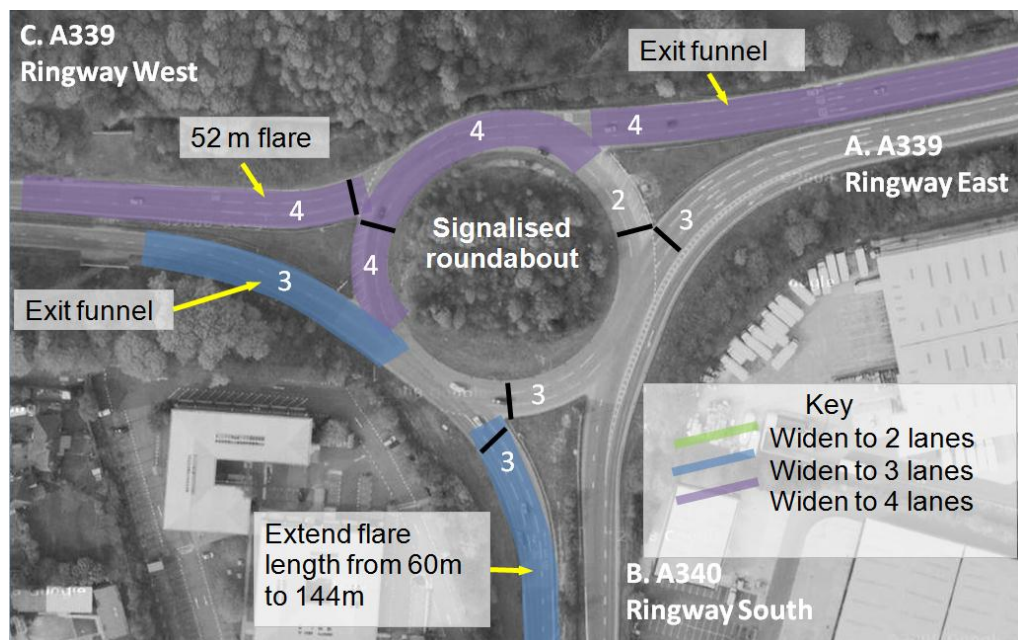 C. A339
Ringway West
Exit funnel
52 m flare
4
4
A. A339
Ringway East
4
2
3
Signalised
roundabout
4
3
Exit funnel
3
3
Key
Widen to 2 lanes
Widen to 3 lanes
Widen to 4 lanes
Extend flare
length from 60m
to 144m
B. A340
Ringway South